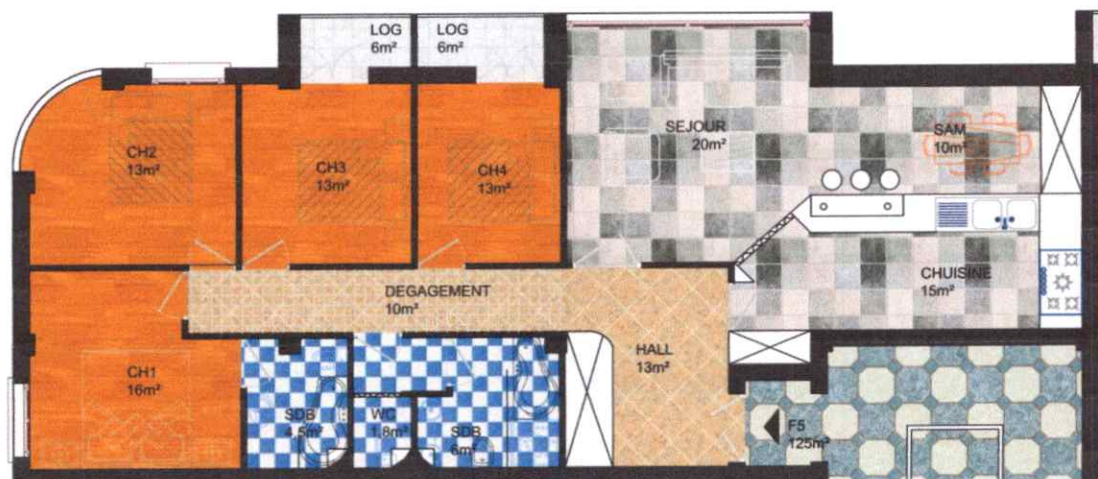 LOG
6m²
LOG
6m²
SEJOUR
20m²
SAM
10m²
CH2
13m²
CH3
13m²
CH4
13m²
CHUISINE
15m²
DEGAGEMENT
10m²
HALL
13m²
CH1
16m²
SDB
4,5m²
WC
1,8m²
SDB
6m²
F5
125m²